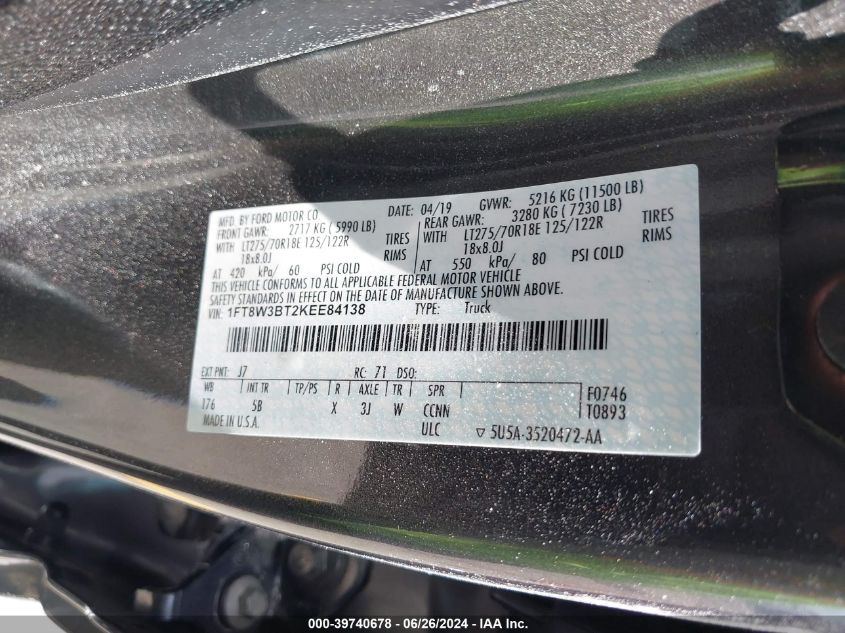 MFD. BY FORD MOTOR CO.
DATE: 04/19 GVWR: 5216 KG (11500 LB)
FRONT GAWR: 2717 KG ( 5990 LB) REAR GAWR: 3280 KG ( 7230 LB)
WITH LT275/70R18E 125/122R TIRES WITH LT275/70R18E 125/122R TIRES
18x8.0J RIMS 18x8.0J RIMS
AT 420 kPa/ 60 PSI COLD AT 550 kPa/ 80 PSI COLD
THIS VEHICLE CONFORMS TO ALL APPLICABLE FEDERAL MOTOR VEHICLE
SAFETY STANDARDS IN EFFECT ON THE DATE OF MANUFACTURE SHOWN ABOVE.
VIN: 1FT8W3BT2KEE84138 TYPE: Truck
EXT PNT: J7 RC: 71 DSO:
WB INT TR TP/PS R AXLE TR SPR F0746
176 5B X 3J W CCNN T0893
MADE IN U.S.A. ULC ▽ 5U5A-3520472-AA
000-39740678 - 06/26/2024 - IAA Inc.